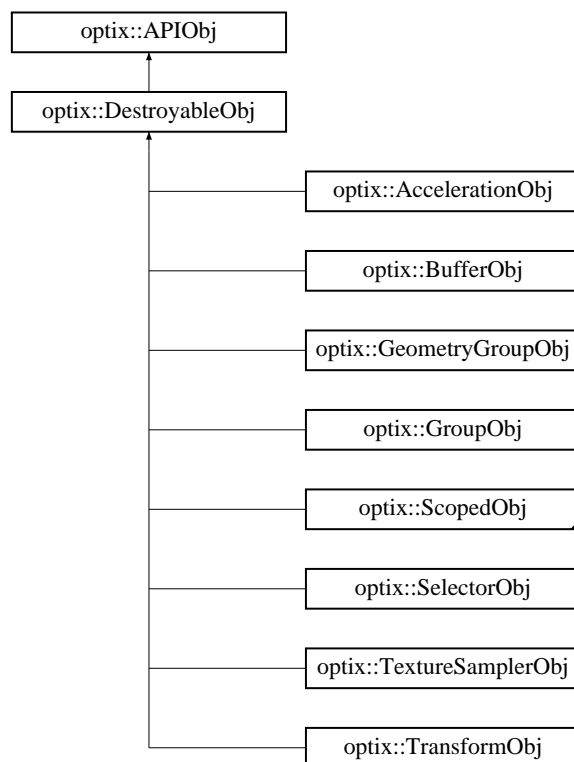 optix::APIObj
optix::DestroyableObj
optix::AccelerationObj
optix::BufferObj
optix::GeometryGroupObj
optix::GroupObj
optix::ScopedObj
optix::SelectorObj
optix::TextureSamplerObj
optix::TransformObj